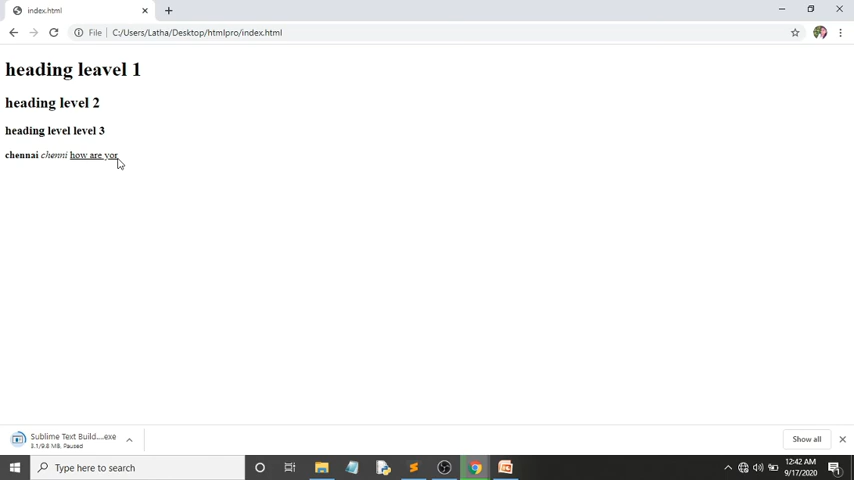 index.html
File C:/Users/Latha/Desktop/htmlpro/index.html
heading leavel 1
heading level 2
heading level level 3
chennai chenni how are yor
Sublime Text Build....exe
3.1/9.8 MB, Paused
Show all
Type here to search
12:42 AM
9/17/2020
1